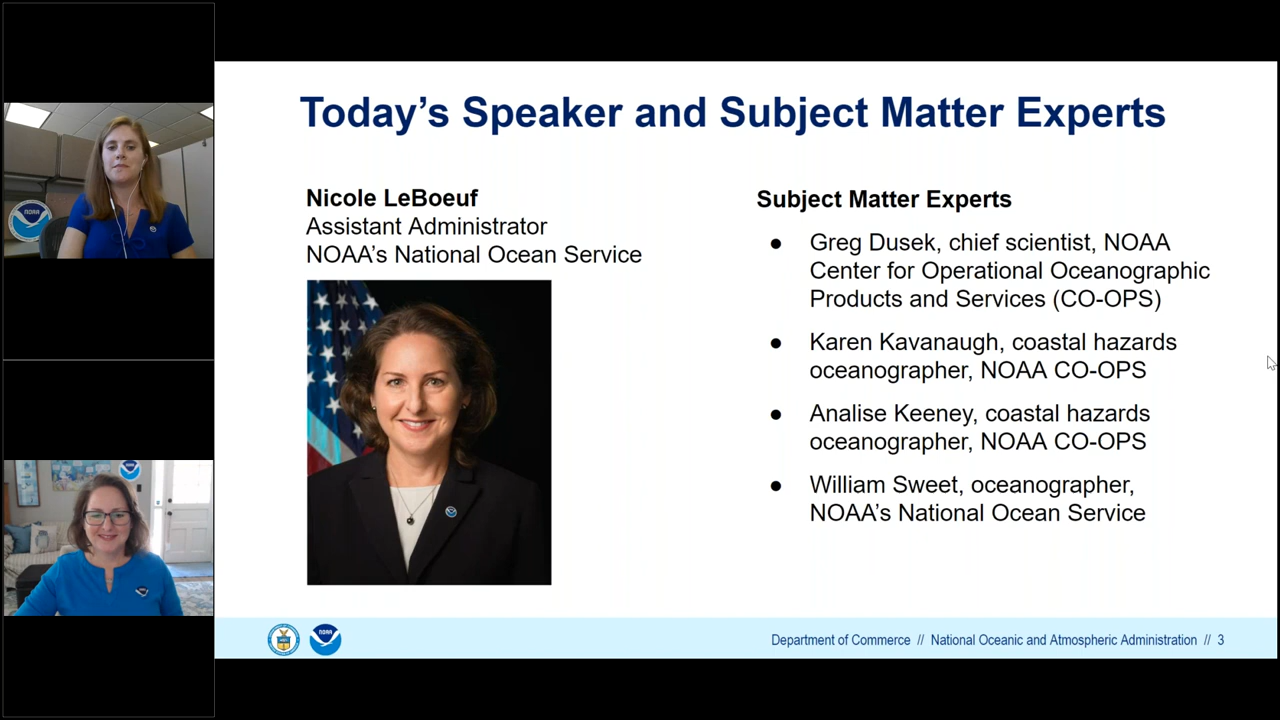 Today's Speaker and Subject Matter Experts
Nicole LeBoeuf
Assistant Administrator
NOAA's National Ocean Service
Subject Matter Experts
● Greg Dusek, chief scientist, NOAA
Center for Operational Oceanographic
Products and Services (CO-OPS)
● Karen Kavanaugh, coastal hazards
oceanographer, NOAA CO-OPS
● Analise Keeney, coastal hazards
oceanographer, NOAA CO-OPS
● William Sweet, oceanographer,
NOAA's National Ocean Service
NOAA
NOAA
Department of Commerce // National Oceanic and Atmospheric Administration // 3